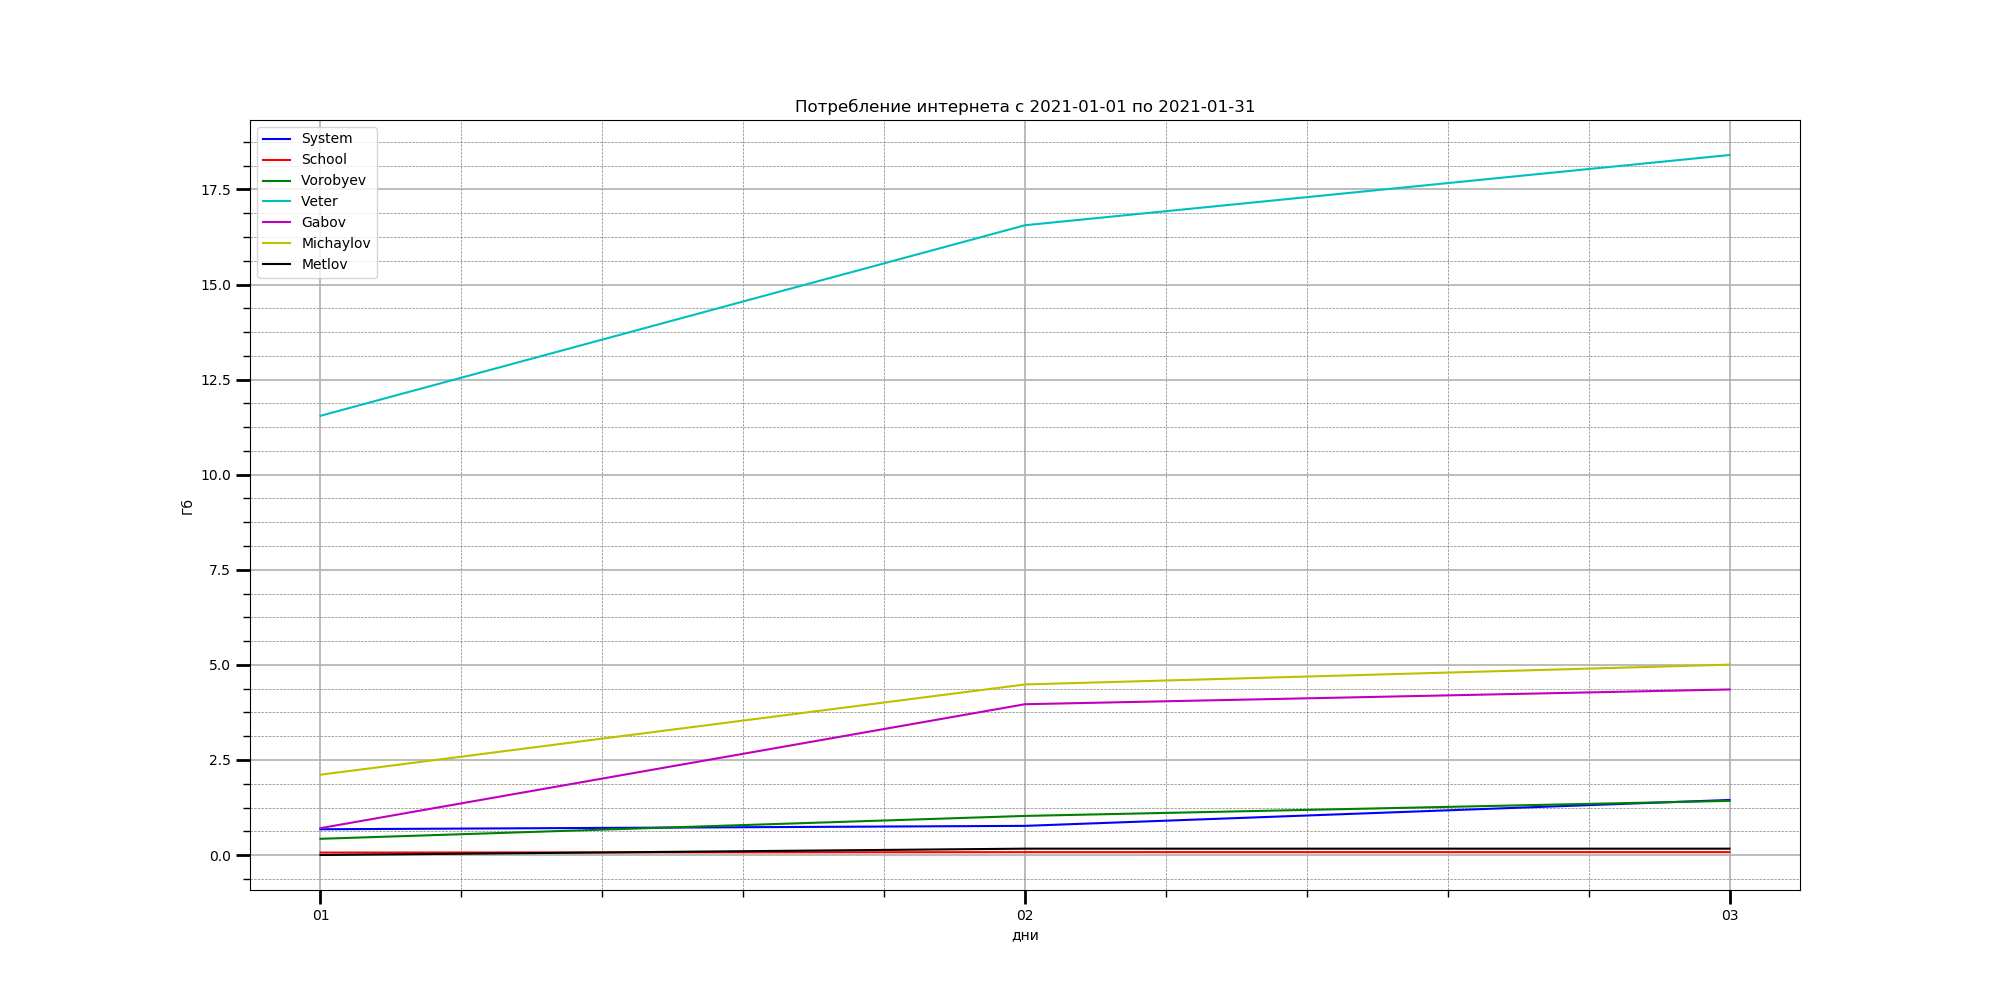 Потребление интернета с 2021-01-01 по 2021-01-31
System
School
Vorobyev
Veter
Gabov
Michaylov
Metlov
17.5
15.0
12.5
10.0
7.5
5.0
2.5
0.0
Гб
01
02
03
дни